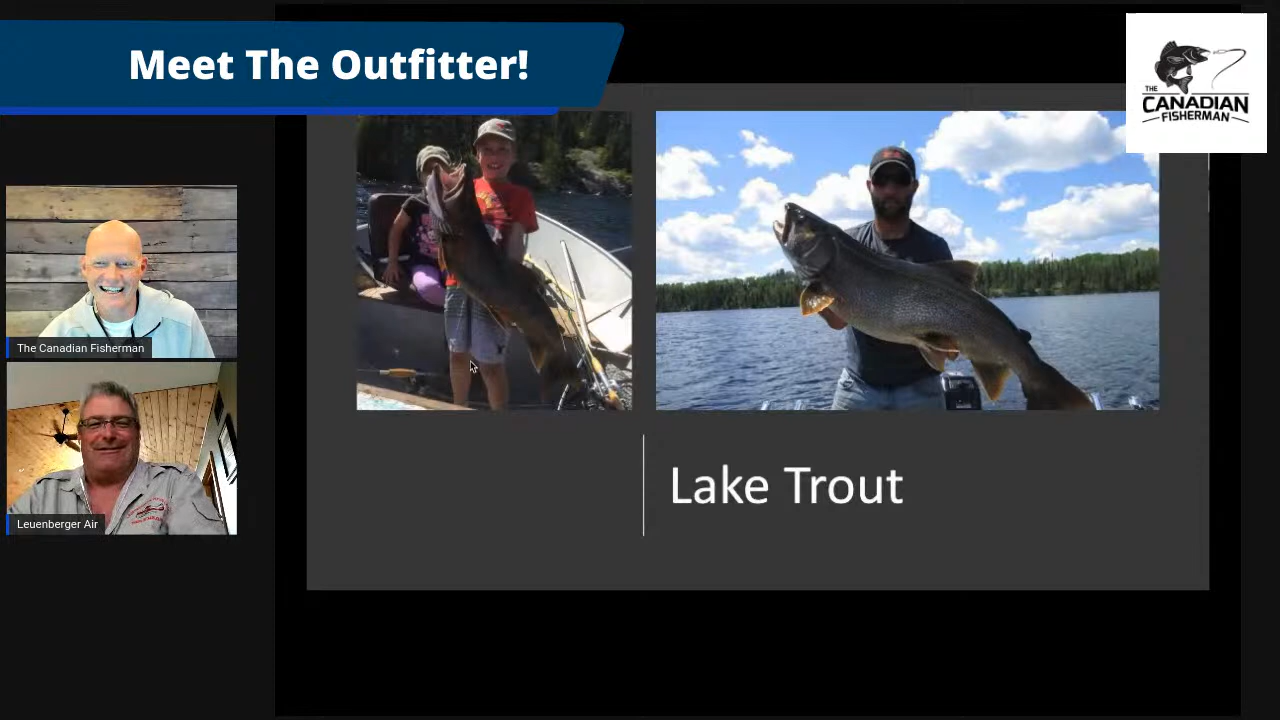 Meet The Outfitter!
THE
CANADIAN
FISHERMAN
The Canadian Fisherman
Leuenberger Air
Lake Trout